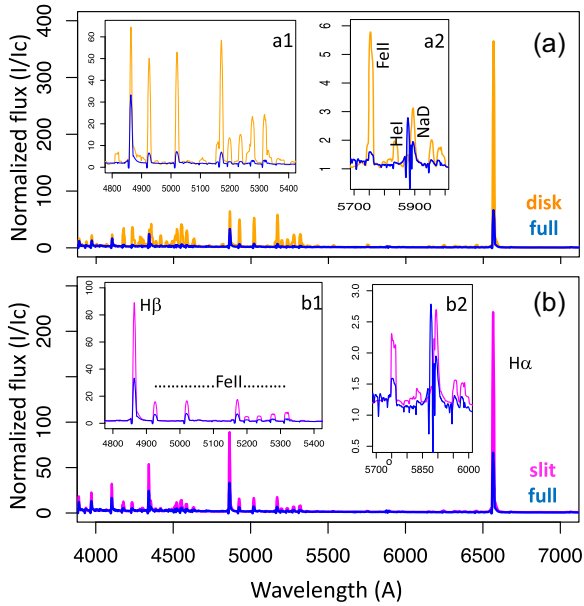 a1
a2
(a)
FeII
HeI
NaD
60
50
40
30
20
10
0
4800 4900 5000 5100 5200 5300 5400
6
5
4
3
2
1
5700 5900
400
300
200
100
0
Normalized flux (I/Ic)
disk
full
b1
b2
(b)
Hβ
FeII
Hα
100
80
60
40
20
0
4800 4900 5000 5100 5200 5300 5400
3.0
2.5
2.0
1.5
1.0
0.5
5700 5850 6000
200
150
100
50
0
Normalized flux (I/Ic)
slit
full
4000 4500 5000 5500 6000 6500 7000
Wavelength (A)